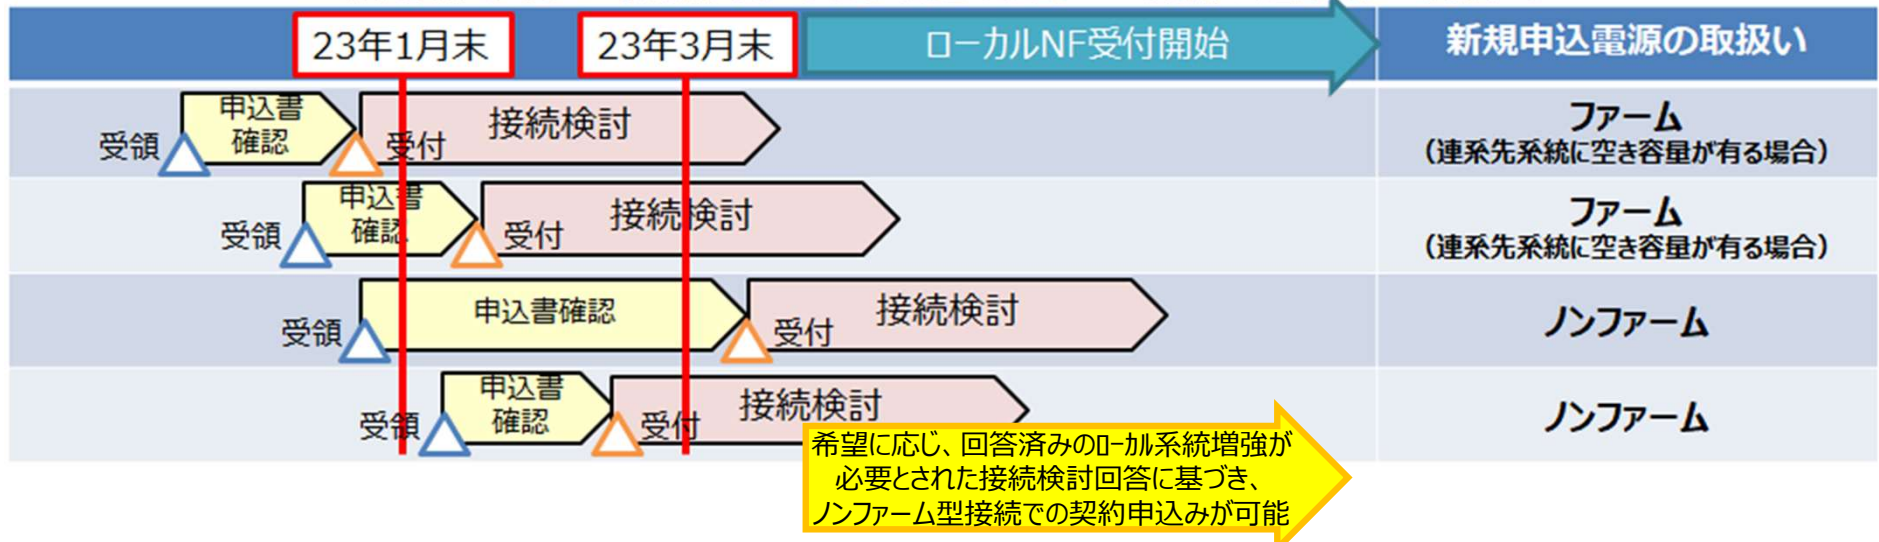 23年1月末
23年3月末
ローカルNF受付開始
新規申込電源の取扱い
受領
申込書
確認
受付
接続検討
ファーム
（連系先系統に空き容量が有る場合）
受領
申込書
確認
受付
接続検討
ファーム
（連系先系統に空き容量が有る場合）
受領
申込書確認
受付
接続検討
ノンファーム
受領
申込書
確認
受付
接続検討
ノンファーム
希望に応じ、回答済みのﾛｰｶﾙ系統増強が
必要とされた接続検討回答に基づき、
ノンファーム型接続での契約申込みが可能